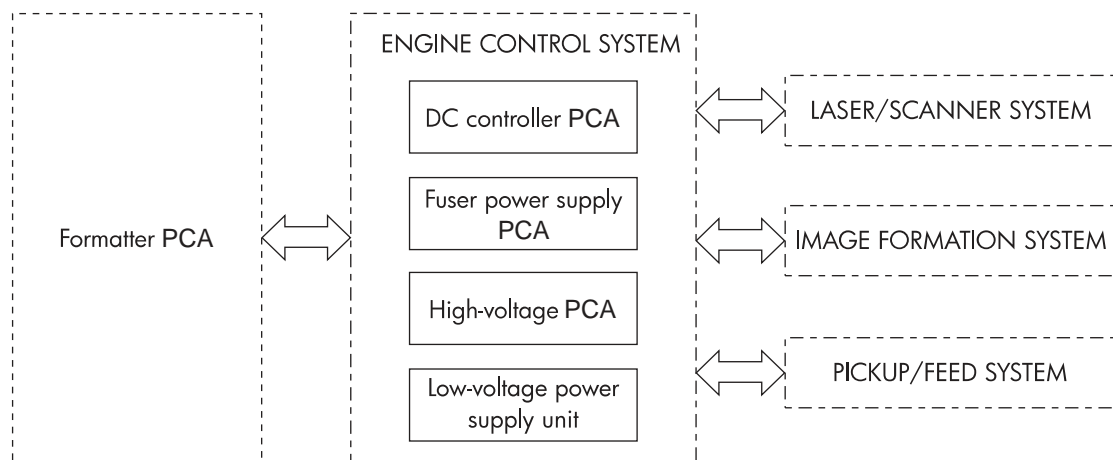 ENGINE CONTROL SYSTEM
DC controller PCA
Fuser power supply
PCA
High-voltage PCA
Low-voltage power
supply unit
Formatter PCA
LASER/SCANNER SYSTEM
IMAGE FORMATION SYSTEM
PICKUP/FEED SYSTEM